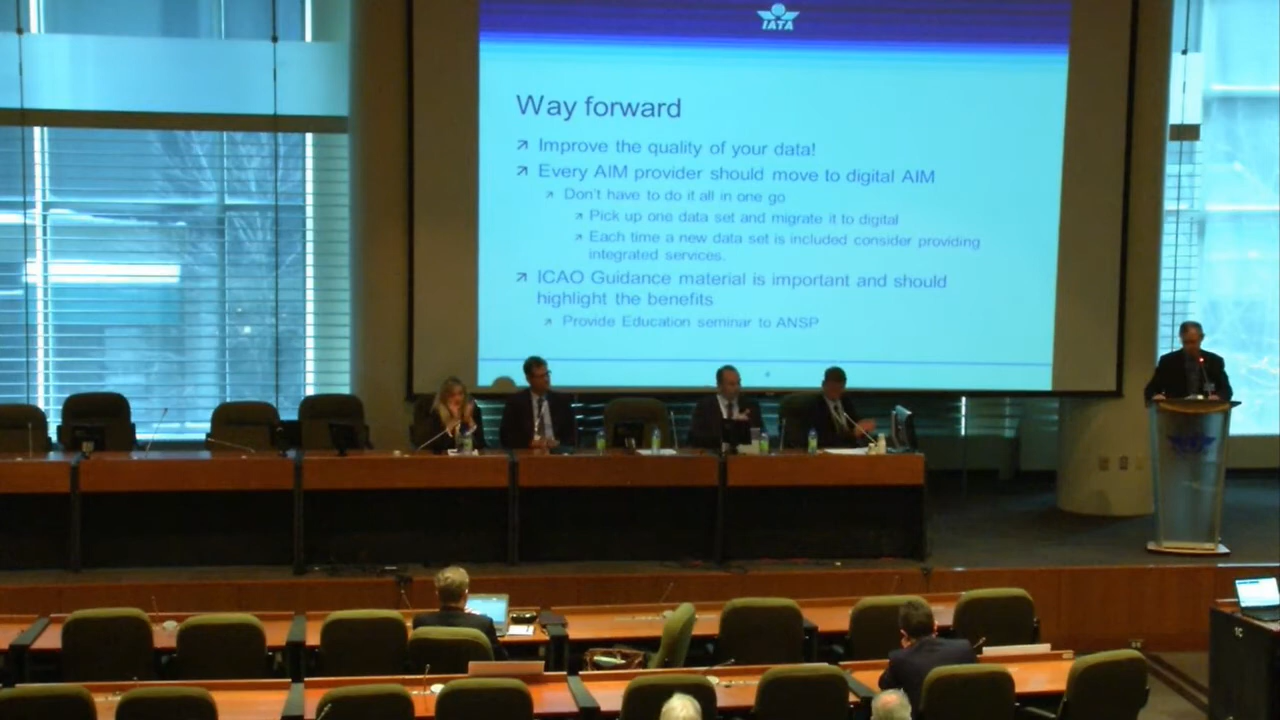 IATA
Way forward
Improve the quality of your data!
Every AIM provider should move to digital AIM
Don't have to do it all in one go
Pick up one data set and migrate it to digital
Each time a new data set is included consider providing
integrated services.
ICAO Guidance material is important and should
highlight the benefits
Provide Education seminar to ANSP